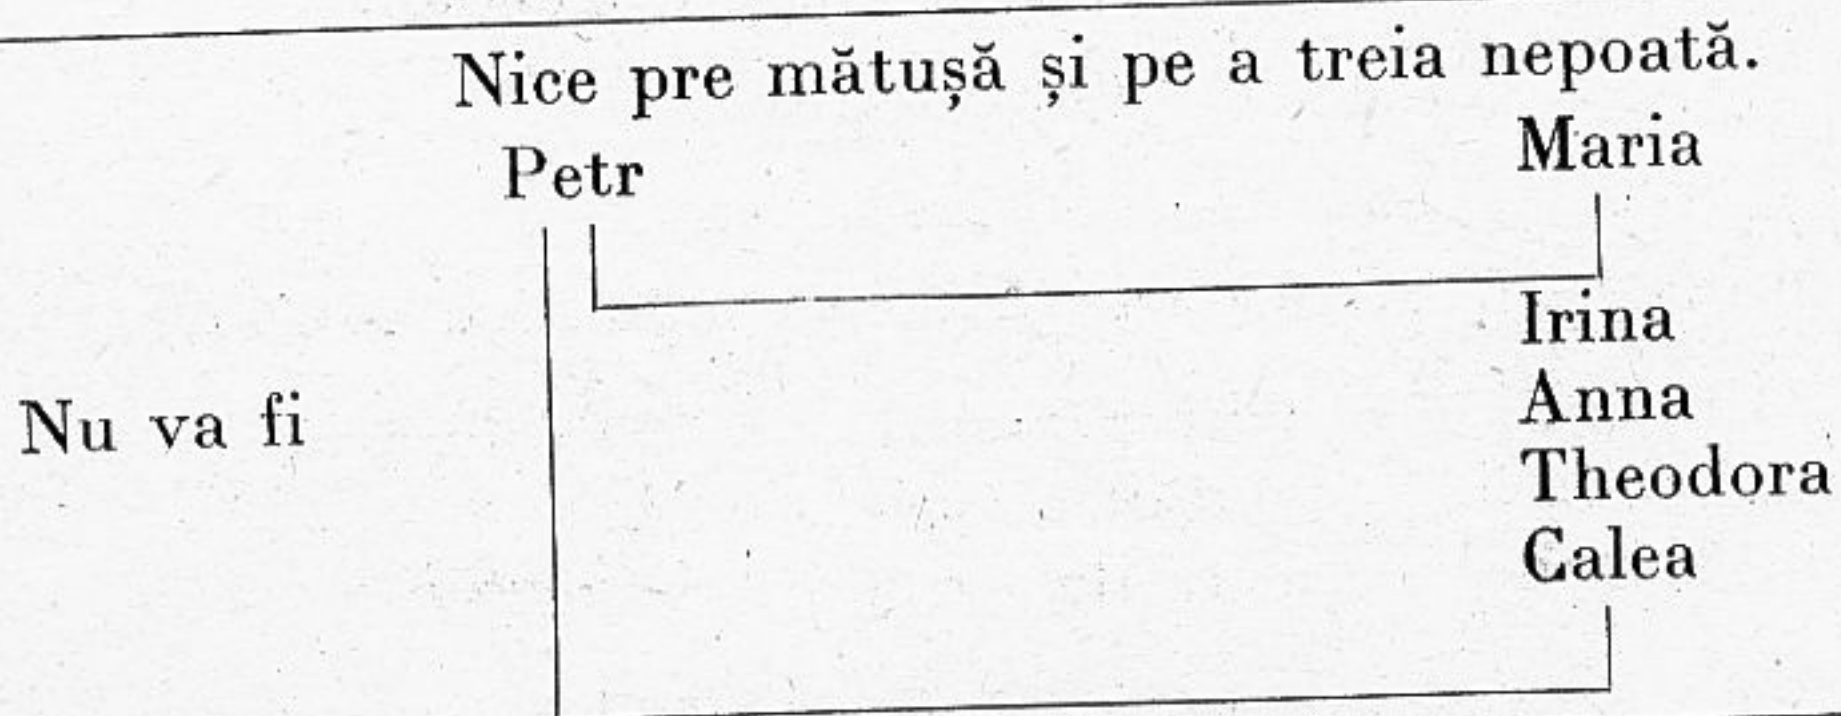 Nice pre mătușă și pe a treia nepoată.
Petr Maria
Irina
Nu va fi Anna
Theodora
Calea